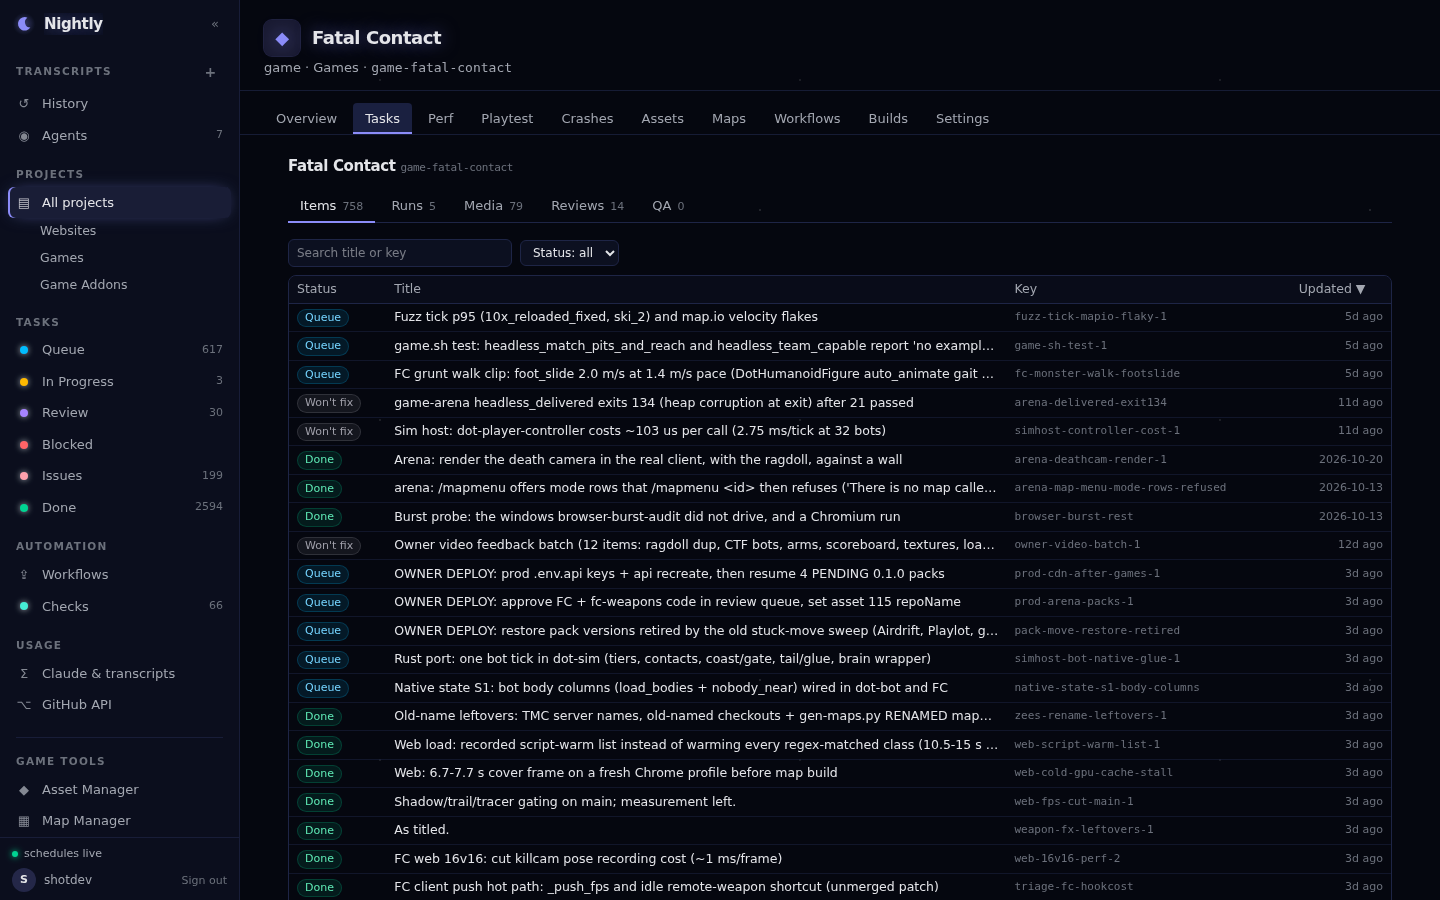 Nightly «
TRANSCRIPTS +
History
Agents 7
PROJECTS
All projects
Websites
Games
Game Addons
TASKS
Queue 617
In Progress 3
Review 30
Blocked
Issues 199
Done 2594
AUTOMATION
Workflows
Checks 66
USAGE
Σ Claude & transcripts
GitHub API
GAME TOOLS
Asset Manager
Map Manager
schedules live
S shotdev Sign out
Fatal Contact
game · Games · game-fatal-contact
Overview Tasks Perf Playtest Crashes Assets Maps Workflows Builds Settings
Fatal Contact game-fatal-contact
Items 758 Runs 5 Media 79 Reviews 14 QA 0
Search title or key Status: all
Status Title Key Updated ▼
Queue Fuzz tick p95 (10x_reloaded_fixed, ski_2) and map.io velocity flakes fuzz-tick-mapio-flaky-1 5d ago
Queue game.sh test: headless_match_pits_and_reach and headless_team_capable report 'no exampl... game-sh-test-1 5d ago
Queue FC grunt walk clip: foot_slide 2.0 m/s at 1.4 m/s pace (DotHumanoidFigure auto_animate gait ... fc-monster-walk-footslide 5d ago
Won't fix game-arena headless_delivered exits 134 (heap corruption at exit) after 21 passed arena-delivered-exit134 11d ago
Won't fix Sim host: dot-player-controller costs ~103 us per call (2.75 ms/tick at 32 bots) simhost-controller-cost-1 11d ago
Done Arena: render the death camera in the real client, with the ragdoll, against a wall arena-deathcam-render-1 2026-10-20
Done arena: /mapmenu offers mode rows that /mapmenu <id> then refuses ('There is no map calle... arena-map-menu-mode-rows-refused 2026-10-13
Done Burst probe: the windows browser-burst-audit did not drive, and a Chromium run browser-burst-rest 2026-10-13
Won't fix Owner video feedback batch (12 items: ragdoll dup, CTF bots, arms, scoreboard, textures, loa... owner-video-batch-1 12d ago
Queue OWNER DEPLOY: prod .env.api keys + api recreate, then resume 4 PENDING 0.1.0 packs prod-cdn-after-games-1 3d ago
Queue OWNER DEPLOY: approve FC + fc-weapons code in review queue, set asset 115 repoName prod-arena-packs-1 3d ago
Queue OWNER DEPLOY: restore pack versions retired by the old stuck-move sweep (Airdrift, Playlot, g... pack-move-restore-retired 3d ago
Queue Rust port: one bot tick in dot-sim (tiers, contacts, coast/gate, tail/glue, brain wrapper) simhost-bot-native-glue-1 3d ago
Queue Native state S1: bot body columns (load_bodies + nobody_near) wired in dot-bot and FC native-state-s1-body-columns 3d ago
Done Old-name leftovers: TMC server names, old-named checkouts + gen-maps.py RENAMED map... zees-rename-leftovers-1 3d ago
Done Web load: recorded script-warm list instead of warming every regex-matched class (10.5-15 s ... web-script-warm-list-1 3d ago
Done Web: 6.7-7.7 s cover frame on a fresh Chrome profile before map build web-cold-gpu-cache-stall 3d ago
Done Shadow/trail/tracer gating on main; measurement left. web-fps-cut-main-1 3d ago
Done As titled. weapon-fx-leftovers-1 3d ago
Done FC web 16v16: cut killcam pose recording cost (~1 ms/frame) web-16v16-perf-2 3d ago
Done FC client push hot path: _push_fps and idle remote-weapon shortcut (unmerged patch) triage-fc-hookcost 3d ago